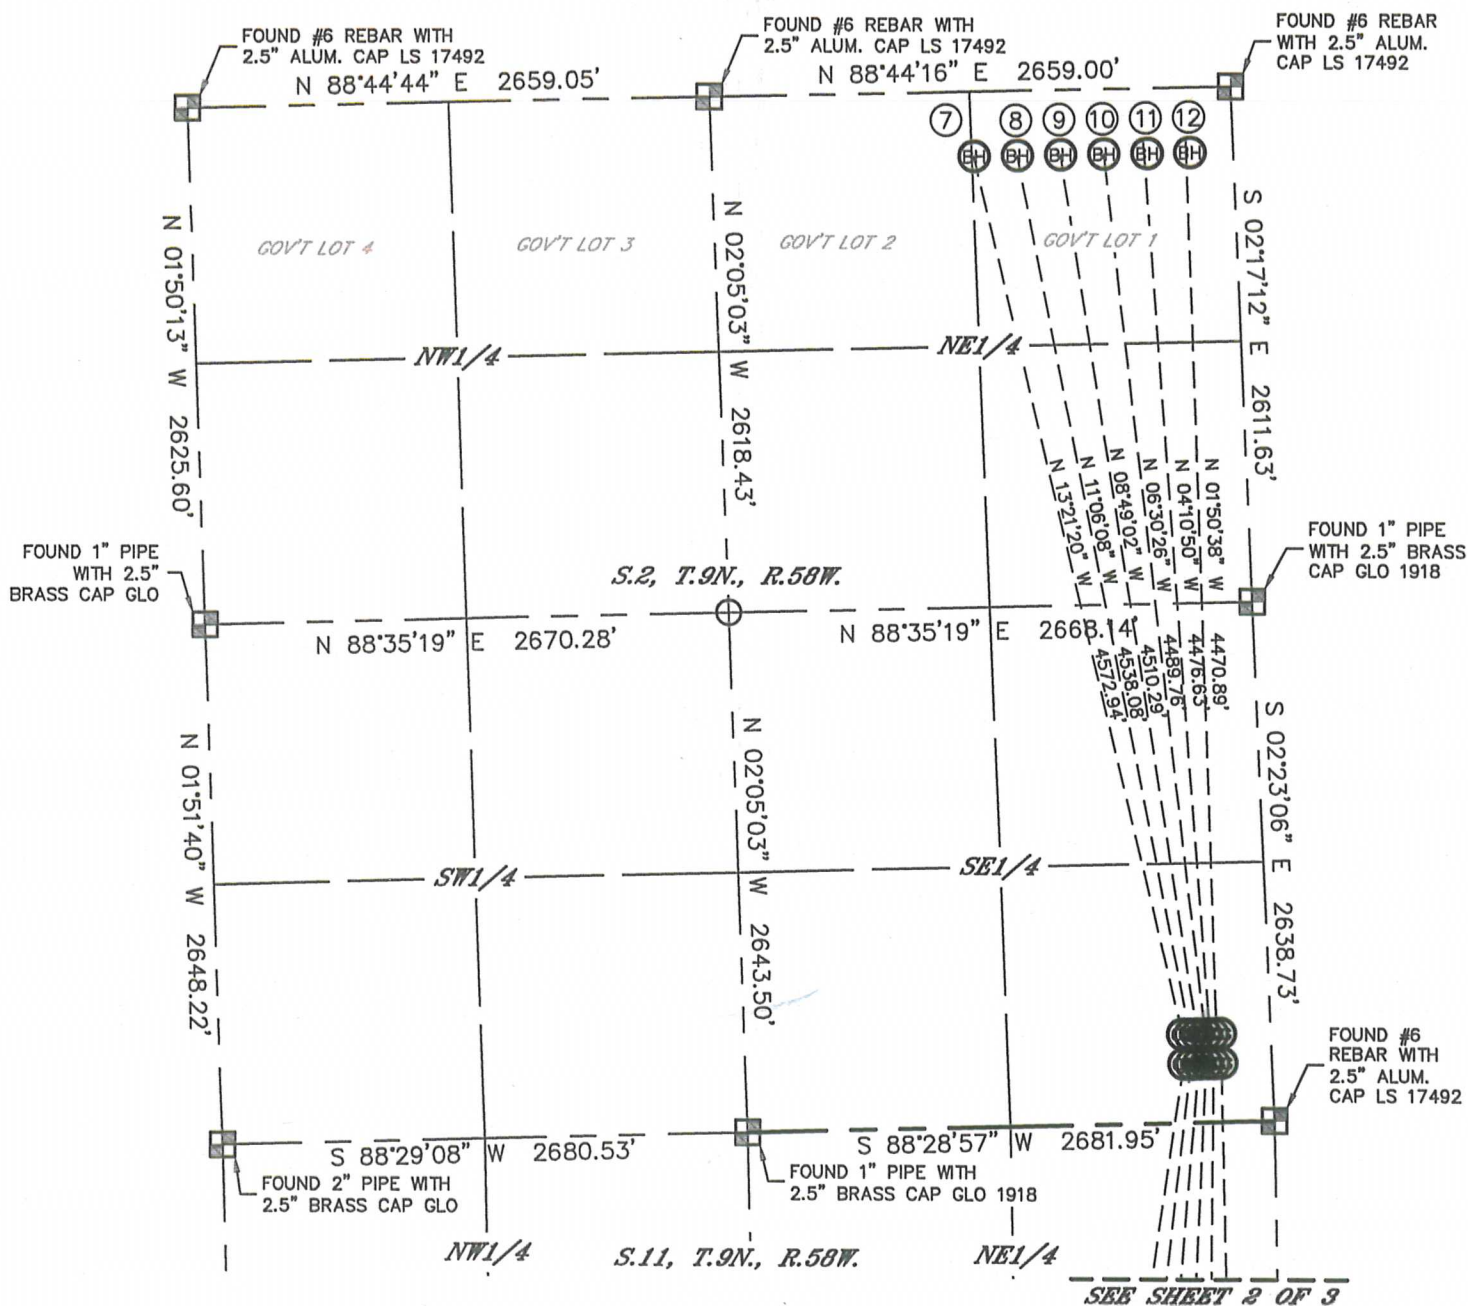 FOUND #6 REBAR WITH
2.5" ALUM. CAP LS 17492
FOUND #6 REBAR WITH
2.5" ALUM. CAP LS 17492
FOUND #6 REBAR
WITH 2.5" ALUM.
CAP LS 17492
N 88°44'44" E 2659.05'
N 88°44'16" E 2659.00'
7
8
9
10
11
12
BH
BH
BH
BH
BH
BH
GOV'T LOT 4
GOV'T LOT 3
GOV'T LOT 2
GOV'T LOT 1
N 01°50'13" W 2625.60'
N 02°05'03" W 2618.43'
S 02°17'12" E 2611.63'
NW1/4
NE1/4
N 13°21'20" W
N 11°06'08" W
N 08°49'02" W
N 06°30'26" W
N 04°10'50" W
N 01°50'38" W
FOUND 1" PIPE
WITH 2.5"
BRASS CAP GLO
FOUND 1" PIPE
WITH 2.5" BRASS
CAP GLO 1918
S.2, T.9N., R.58W.
N 88°35'19" E 2670.28'
N 88°35'19" E 2668.14'
4572.94'
4538.08'
4510.29'
4489.76'
4476.63'
4470.89'
N 01°51'40" W 2648.22'
N 02°05'03" W 2643.50'
S 02°23'06" E 2638.73'
SW1/4
SE1/4
FOUND #6
REBAR WITH
2.5" ALUM.
CAP LS 17492
S 88°29'08" W 2680.53'
S 88°28'57" W 2681.95'
FOUND 2" PIPE WITH
2.5" BRASS CAP GLO
FOUND 1" PIPE WITH
2.5" BRASS CAP GLO 1918
NW1/4
S.11, T.9N., R.58W.
NE1/4
SEE SHEET 2 OF 3